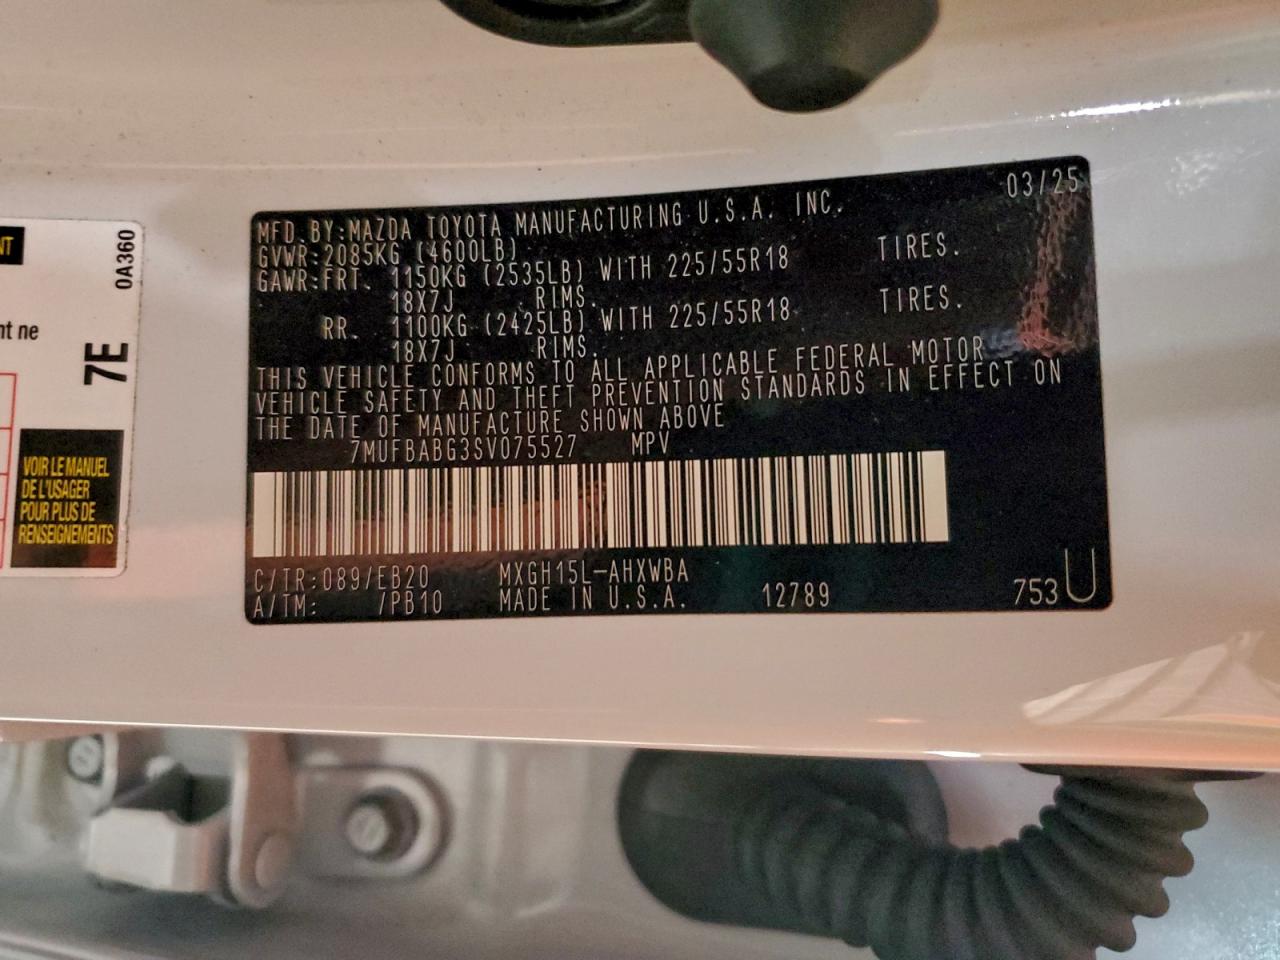 NT
0A360
nt ne
7E
VOIR LE MANUEL
DE L'USAGER
POUR PLUS DE
RENSEIGNEMENTS
03/25
MFD. BY:MAZDA TOYOTA MANUFACTURING U.S.A. INC.
GVWR:2085KG (4600LB)
GAWR:FRT. 1150KG (2535LB) WITH 225/55R18 TIRES.
18X7J RIMS.
RR. 1100KG (2425LB) WITH 225/55R18 TIRES.
18X7J RIMS.
THIS VEHICLE CONFORMS TO ALL APPLICABLE FEDERAL MOTOR
VEHICLE SAFETY AND THEFT PREVENTION STANDARDS IN EFFECT ON
THE DATE OF MANUFACTURE SHOWN ABOVE
7MUFBABG3SV075527 MPV
C/TR:089/EB20 MXGH15L-AHXWBA
A/TM: /PB10 MADE IN U.S.A. 12789 753U